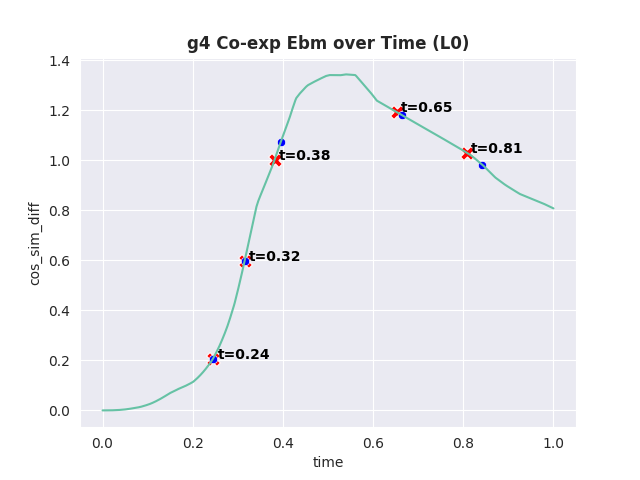 g4 Co-exp Ebm over Time (L0)
1.4
1.2
1.0
0.8
0.6
0.4
0.2
0.0
cos_sim_diff
t=0.65
t=0.81
t=0.38
t=0.32
t=0.24
0.0 0.2 0.4 0.6 0.8 1.0
time